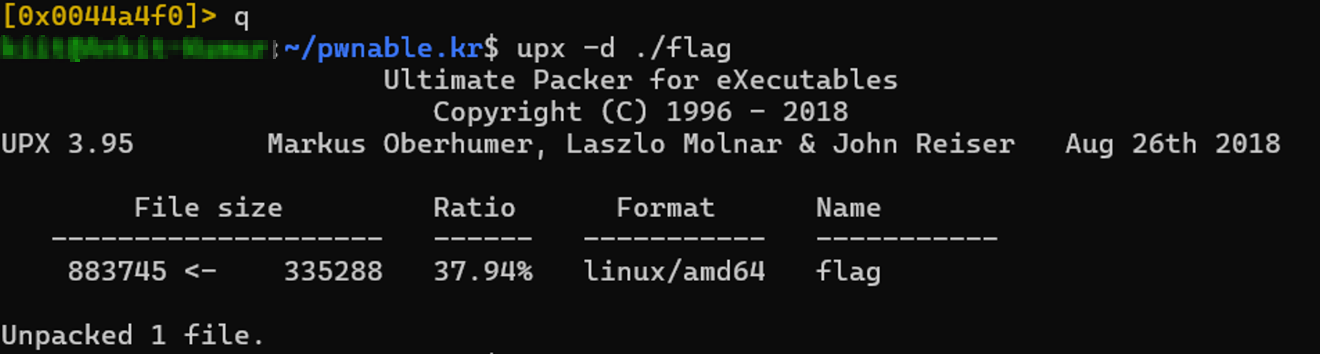 [0x0044a4f0]> q
:~/pwnable.kr$ upx -d ./flag
Ultimate Packer for eXecutables
Copyright (C) 1996 - 2018
UPX 3.95 Markus Oberhumer, Laszlo Molnar & John Reiser Aug 26th 2018
File size Ratio Format Name
-------------------- ------ ----------- -----------
883745 <- 335288 37.94% linux/amd64 flag
Unpacked 1 file.